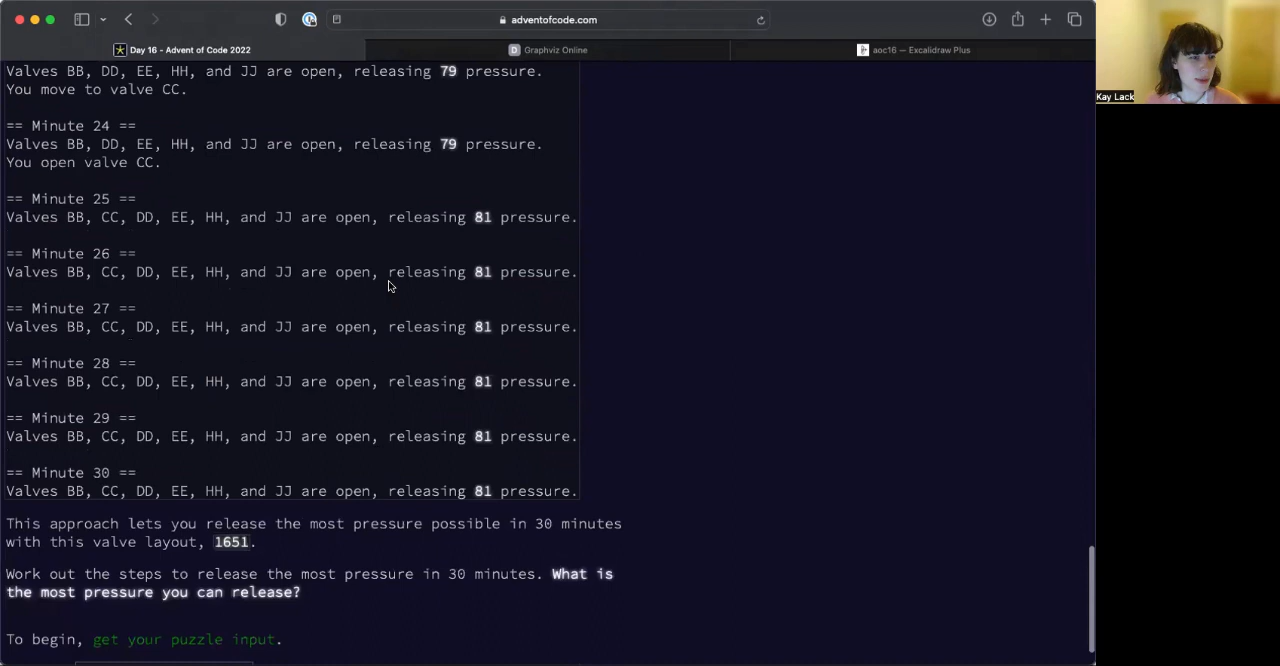 adventofcode.com
Day 16 - Advent of Code 2022
Graphviz Online
aoc16 — Excalidraw Plus
Kay Lack
Valves BB, DD, EE, HH, and JJ are open, releasing 79 pressure.
You move to valve CC.
== Minute 24 ==
Valves BB, DD, EE, HH, and JJ are open, releasing 79 pressure.
You open valve CC.
== Minute 25 ==
Valves BB, CC, DD, EE, HH, and JJ are open, releasing 81 pressure.
== Minute 26 ==
Valves BB, CC, DD, EE, HH, and JJ are open, releasing 81 pressure.
== Minute 27 ==
Valves BB, CC, DD, EE, HH, and JJ are open, releasing 81 pressure.
== Minute 28 ==
Valves BB, CC, DD, EE, HH, and JJ are open, releasing 81 pressure.
== Minute 29 ==
Valves BB, CC, DD, EE, HH, and JJ are open, releasing 81 pressure.
== Minute 30 ==
Valves BB, CC, DD, EE, HH, and JJ are open, releasing 81 pressure.
This approach lets you release the most pressure possible in 30 minutes
with this valve layout, 1651.
Work out the steps to release the most pressure in 30 minutes. What is
the most pressure you can release?
To begin, get your puzzle input.